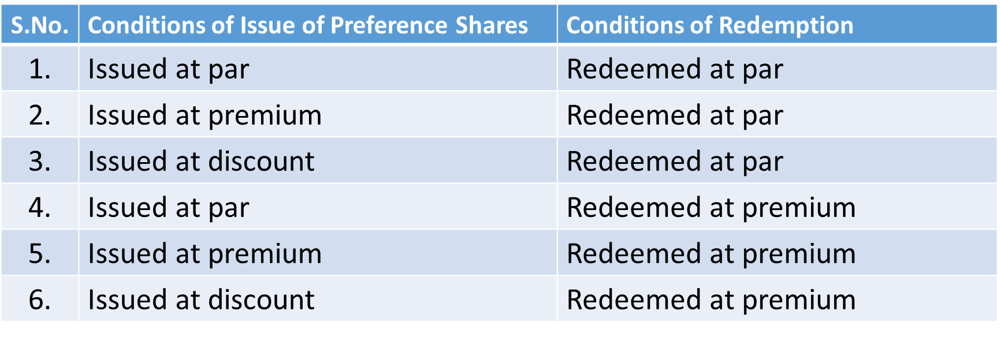 S.No. Conditions of Issue of Preference Shares Conditions of Redemption
1. Issued at par Redeemed at par
2. Issued at premium Redeemed at par
3. Issued at discount Redeemed at par
4. Issued at par Redeemed at premium
5. Issued at premium Redeemed at premium
6. Issued at discount Redeemed at premium